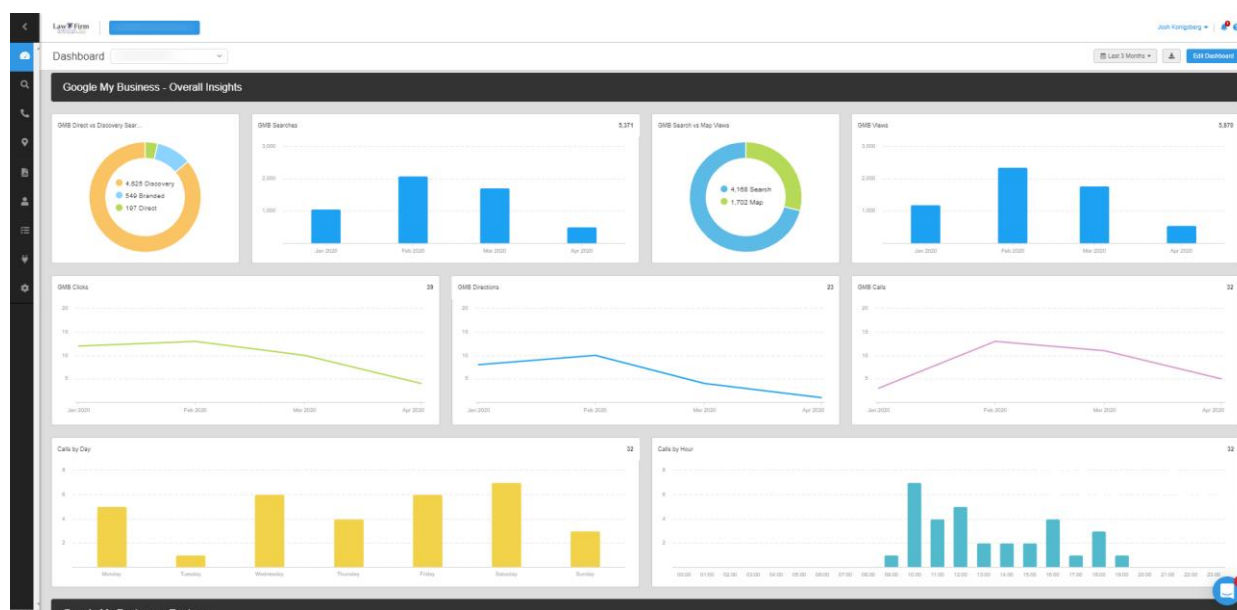 Law Firm
Josh Konigsberg
Dashboard
Last 3 Months
Edit Dashboard
Google My Business - Overall Insights
GMB Direct vs Discovery Sear...
4,625 Discovery
549 Branded
197 Direct
GMB Searches 5,371
3,000
2,000
1,000
Jan 2020 Feb 2020 Mar 2020 Apr 2020
GMB Search vs Map Views
4,168 Search
1,702 Map
GMB Views 5,870
3,000
2,000
1,000
Jan 2020 Feb 2020 Mar 2020 Apr 2020
GMB Clicks 39
20
15
10
5
Jan 2020 Feb 2020 Mar 2020 Apr 2020
GMB Directions 23
20
15
10
5
Jan 2020 Feb 2020 Mar 2020 Apr 2020
GMB Calls 32
20
15
10
5
Jan 2020 Feb 2020 Mar 2020 Apr 2020
Calls by Day 32
8
6
4
2
Monday Tuesday Wednesday Thursday Friday Saturday Sunday
Calls by Hour 32
8
6
4
2
00:00 01:00 02:00 03:00 04:00 05:00 06:00 07:00 08:00 09:00 10:00 11:00 12:00 13:00 14:00 15:00 16:00 17:00 18:00 19:00 20:00 21:00 22:00 23:00